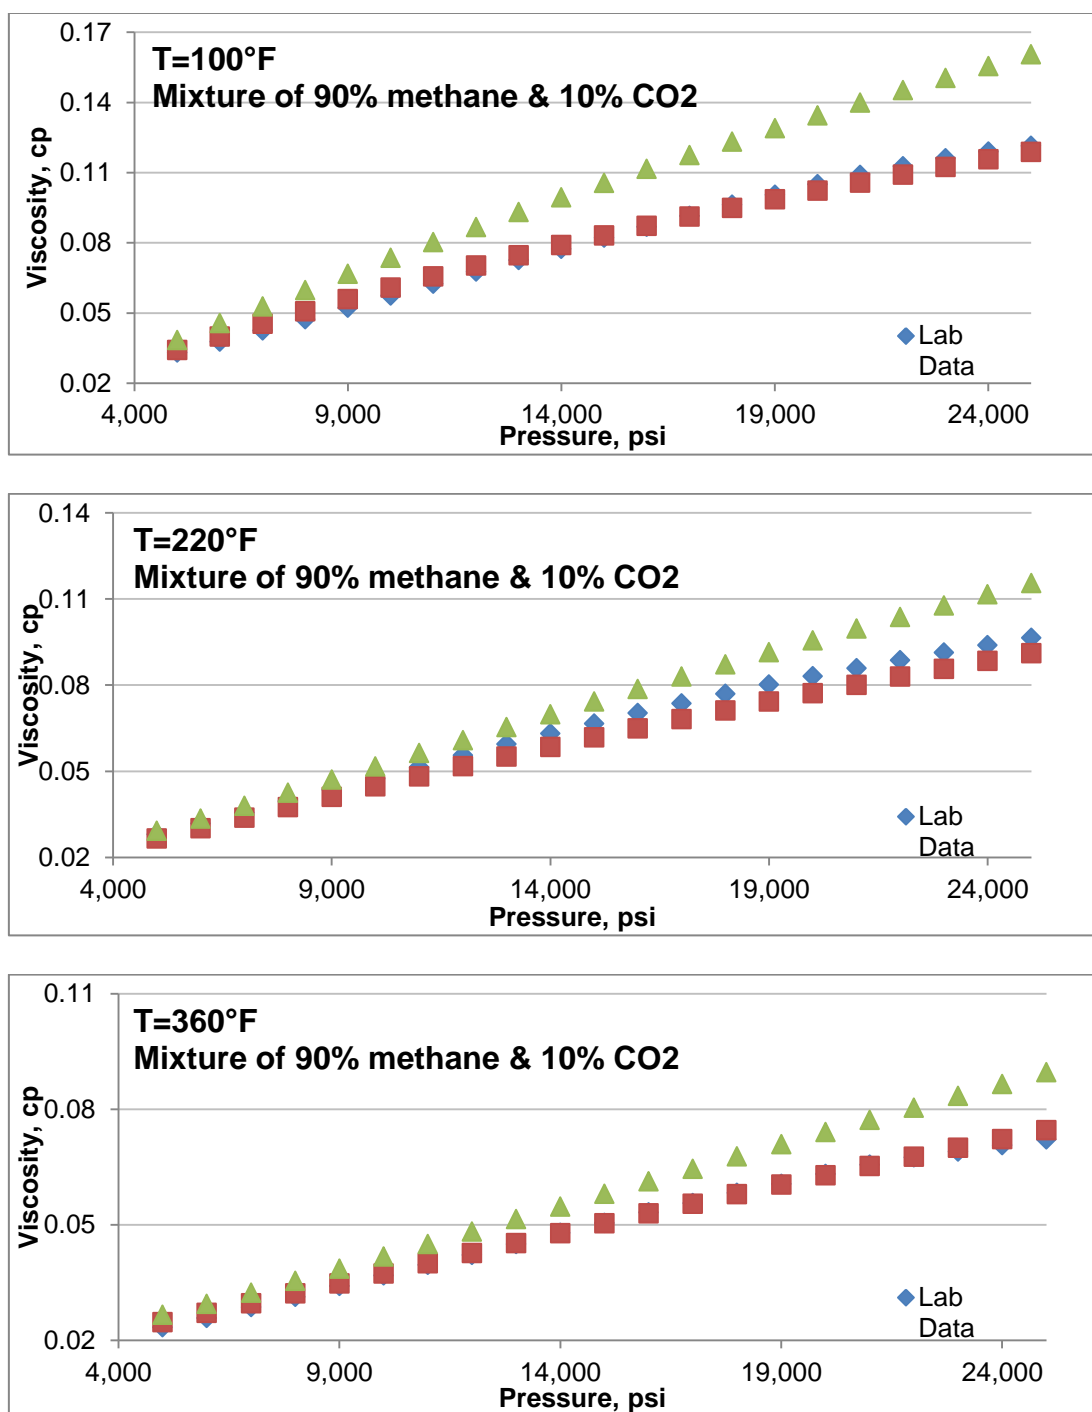 0.17
T=100°F
Mixture of 90% methane & 10% CO2
0.14
0.11
Viscosity, cp
0.08
0.05
Lab
Data
0.02
4,000 9,000 14,000 19,000 24,000
Pressure, psi
0.14
T=220°F
Mixture of 90% methane & 10% CO2
0.11
Viscosity, cp
0.08
0.05
Lab
Data
0.02
4,000 9,000 14,000 19,000 24,000
Pressure, psi
0.11
T=360°F
Mixture of 90% methane & 10% CO2
0.08
Viscosity, cp
0.05
Lab
Data
0.02
4,000 9,000 14,000 19,000 24,000
Pressure, psi